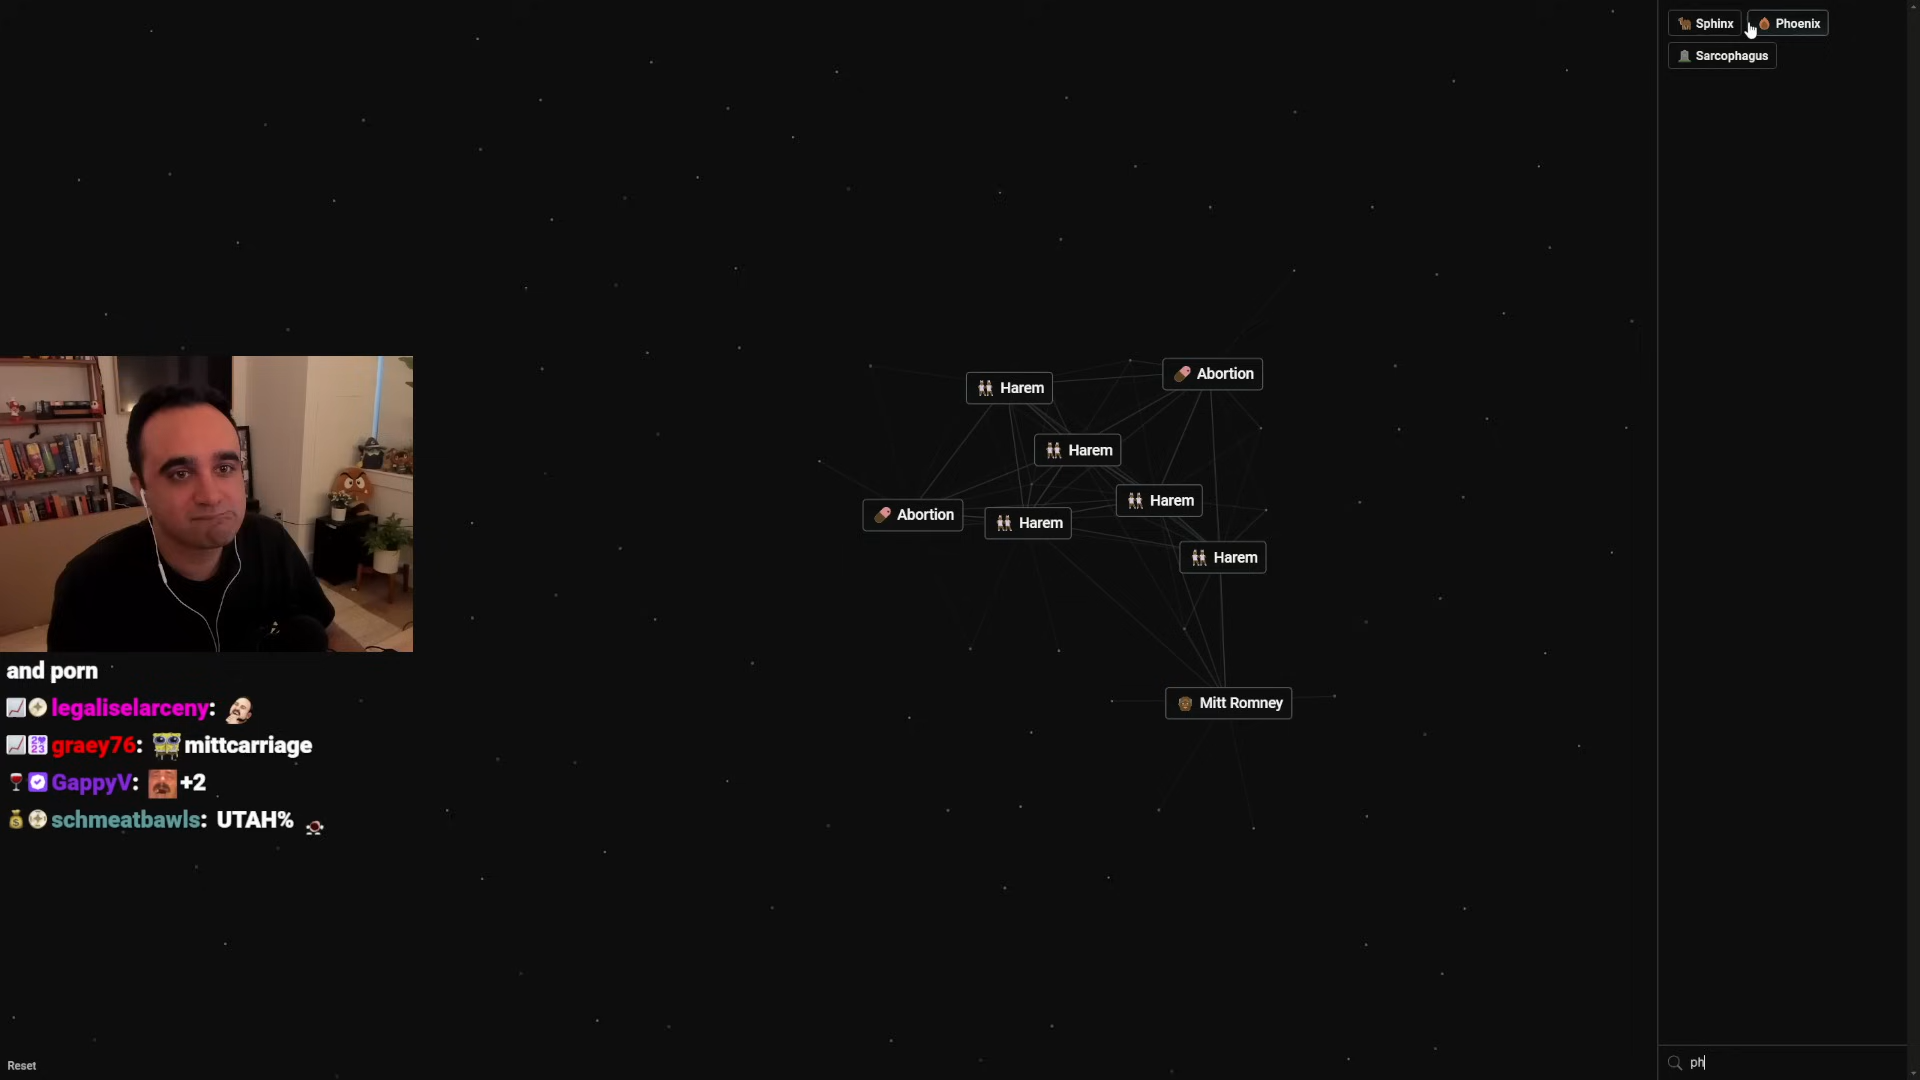 Sphinx
Phoenix
Sarcophagus
Harem
Abortion
Harem
Harem
Abortion
Harem
Harem
Mitt Romney
and porn
legaliselarceny:
graey76: mittcarriage
GappyV: +2
schmeatbawls: UTAH%
Reset
ph